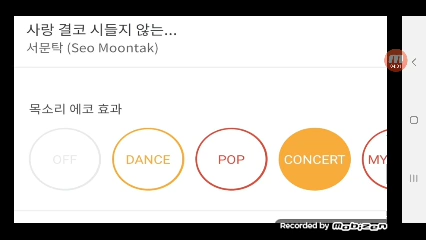 사랑 결코 시들지 않는...
서문탁 (Seo Moontak)
목소리 에코 효과
OFF
DANCE
POP
CONCERT
MY
Recorded by mobizen